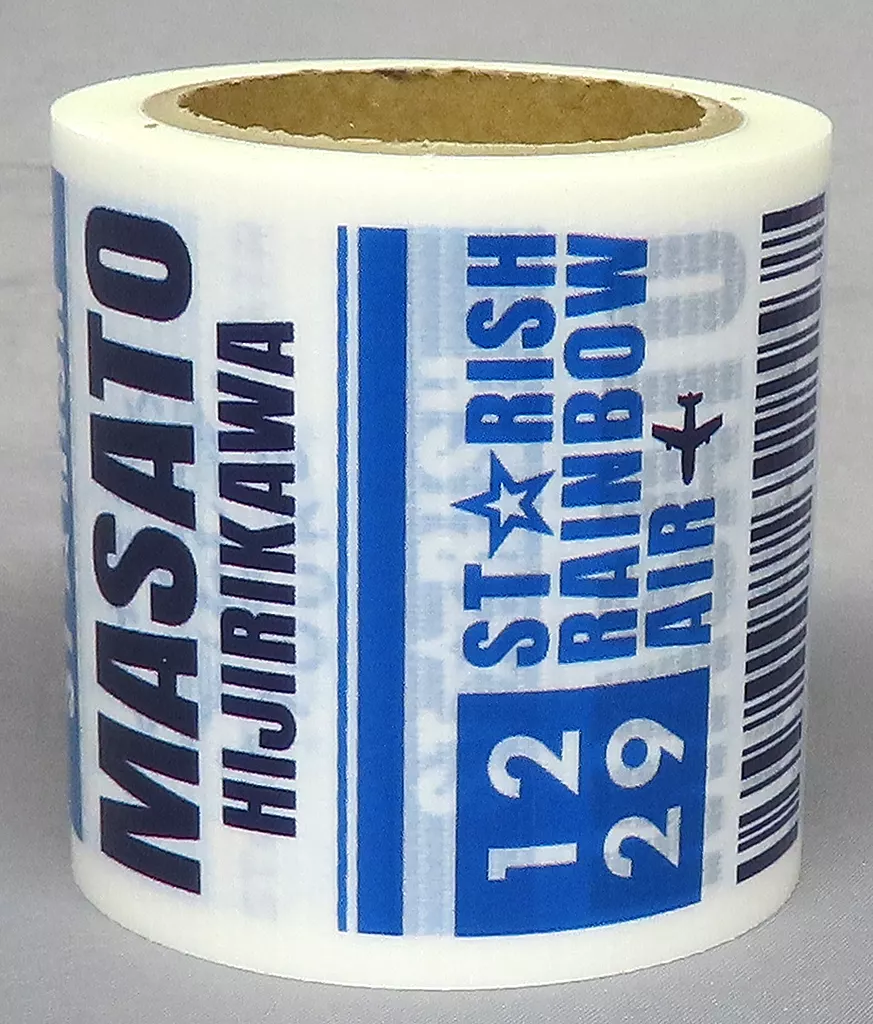 MASATO
HIJIRIKAWA
ST☆RISH
RAINBOW
AIR
12
29